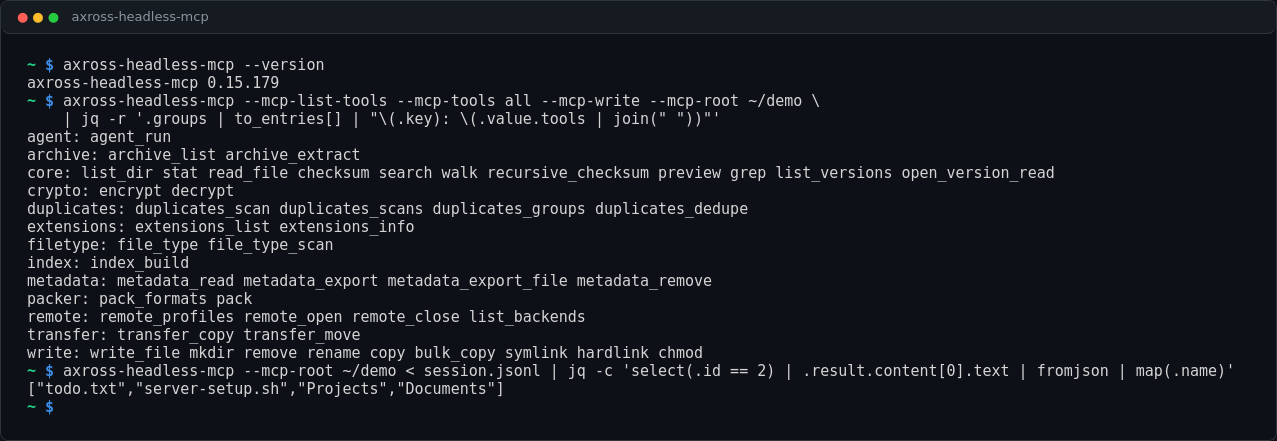 axross-headless-mcp
~ $ axross-headless-mcp --version
axross-headless-mcp 0.15.179
~ $ axross-headless-mcp --mcp-list-tools --mcp-tools all --mcp-write --mcp-root ~/demo \
    | jq -r '.groups | to_entries[] | "\(.key): \(.value.tools | join(" "))"'
agent: agent_run
archive: archive_list archive_extract
core: list_dir stat read_file checksum search walk recursive_checksum preview grep list_versions open_version_read
crypto: encrypt decrypt
duplicates: duplicates_scan duplicates_scans duplicates_groups duplicates_dedupe
extensions: extensions_list extensions_info
filetype: file_type file_type_scan
index: index_build
metadata: metadata_read metadata_export metadata_export_file metadata_remove
packer: pack_formats pack
remote: remote_profiles remote_open remote_close list_backends
transfer: transfer_copy transfer_move
write: write_file mkdir remove rename copy bulk_copy symlink hardlink chmod
~ $ axross-headless-mcp --mcp-root ~/demo < session.jsonl | jq -c 'select(.id == 2) | .result.content[0].text | fromjson | map(.name)'
["todo.txt","server-setup.sh","Projects","Documents"]
~ $